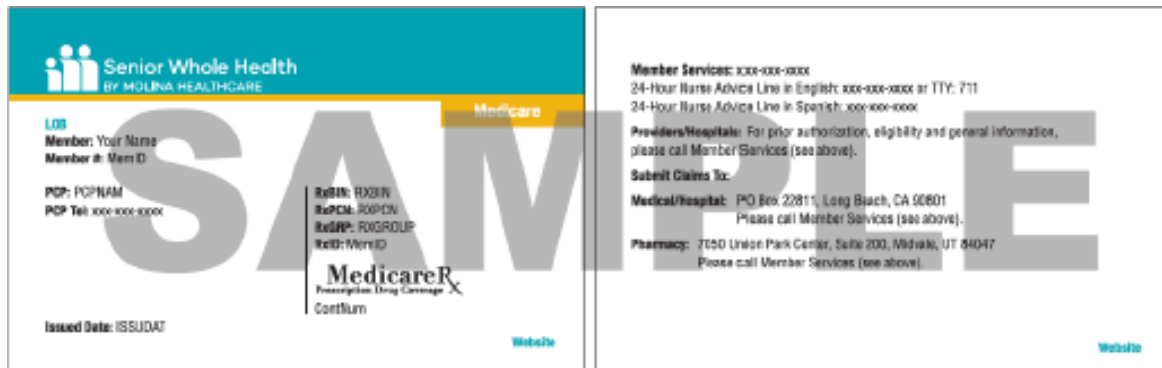 Senior Whole Health
BY MOLINA HEALTHCARE
Medicare
LOB
Member: Your Name
Member #: MemID
PCP: PCPNAM
PCP Tel: xxx-xxx-xxxx
RxBIN: RXBIN
RxPCN: RXPCN
RxGRP: RXGROUP
RxID: MemID
MedicareRx
Prescription Drug Coverage
ContNum
Issued Date: ISSUDAT
Website
Member Services: xxx-xxx-xxxx
24-Hour Nurse Advice Line in English: xxx-xxx-xxxx or TTY: 711
24-Hour Nurse Advice Line in Spanish: xxx-xxx-xxxx
Providers/Hospitals: For prior authorization, eligibility and general information,
please call Member Services (see above).
Submit Claims To:
Medical/Hospital: PO Box 22811, Long Beach, CA 90801
Please call Member Services (see above).
Pharmacy: 7050 Union Park Center, Suite 200, Midvale, UT 84047
Please call Member Services (see above).
Website
SAMPLE